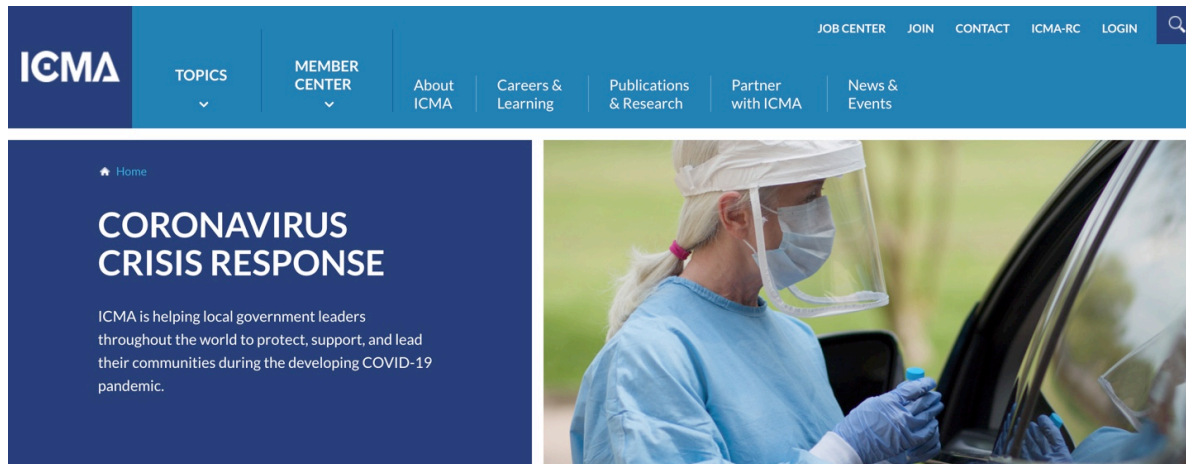 JOB CENTER JOIN CONTACT ICMA-RC LOGIN
ICMA
TOPICS
MEMBER
CENTER
About
ICMA
Careers &
Learning
Publications
& Research
Partner
with ICMA
News &
Events
Home
CORONAVIRUS
CRISIS RESPONSE
ICMA is helping local government leaders
throughout the world to protect, support, and lead
their communities during the developing COVID-19
pandemic.